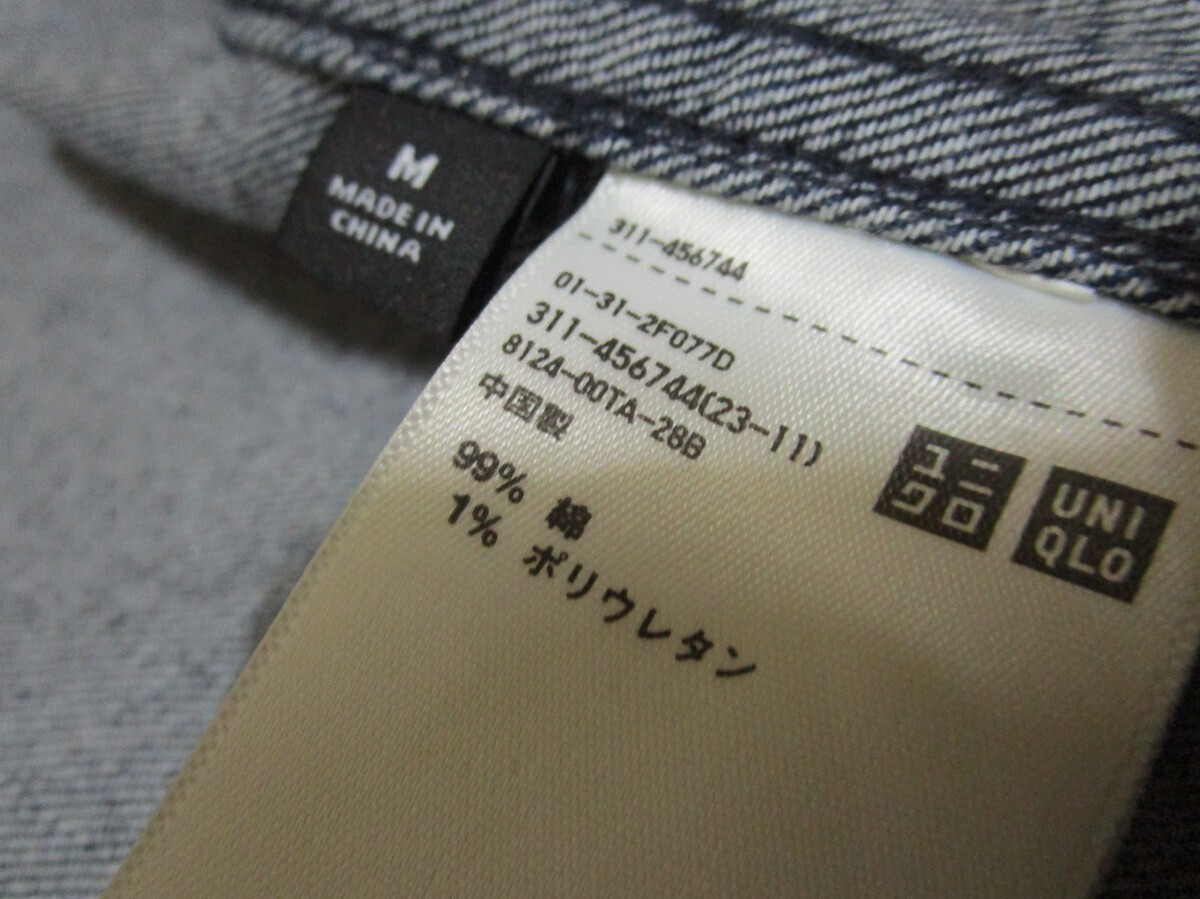 M
MADE IN
CHINA
311-456744
01-31-2F077D
311-456744(23-11)
8124-00TA-28B
中国製
99% 綿
1% ポリウレタン
ユニ
クロ
UNI
QLO